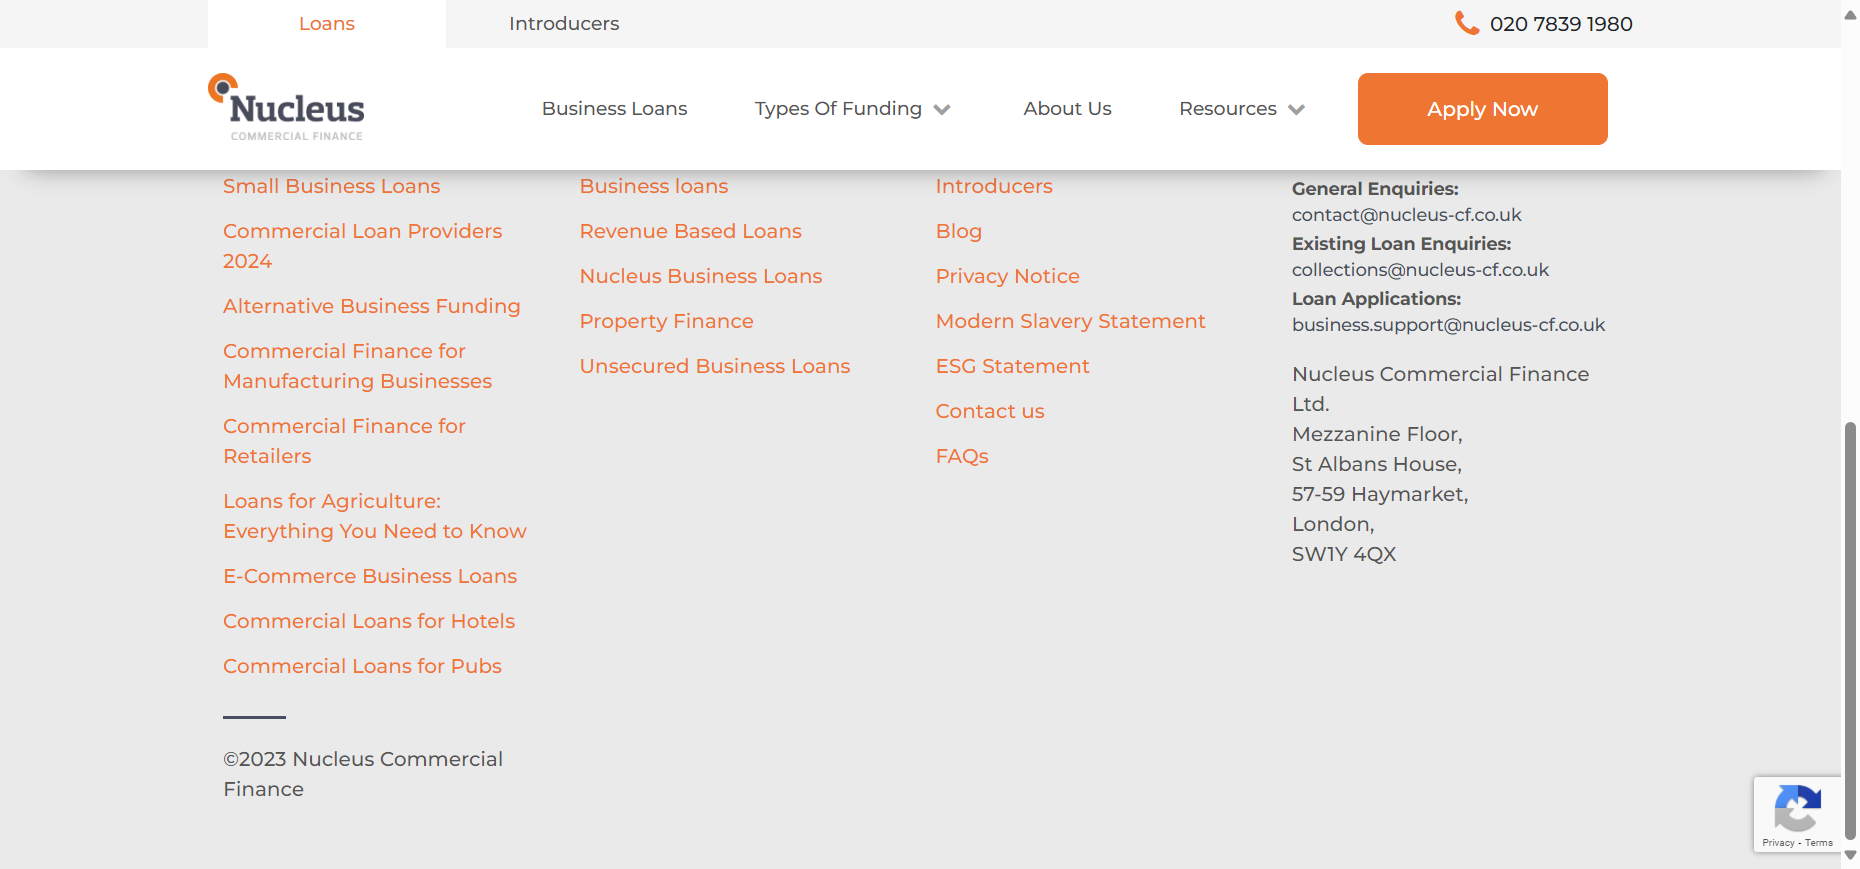 Loans
Introducers
020 7839 1980
Nucleus
COMMERCIAL FINANCE
Business Loans
Types Of Funding
About Us
Resources
Apply Now
Small Business Loans
Commercial Loan Providers
2024
Alternative Business Funding
Commercial Finance for
Manufacturing Businesses
Commercial Finance for
Retailers
Loans for Agriculture:
Everything You Need to Know
E-Commerce Business Loans
Commercial Loans for Hotels
Commercial Loans for Pubs
©2023 Nucleus Commercial
Finance
Business loans
Revenue Based Loans
Nucleus Business Loans
Property Finance
Unsecured Business Loans
Introducers
Blog
Privacy Notice
Modern Slavery Statement
ESG Statement
Contact us
FAQs
General Enquiries:
contact@nucleus-cf.co.uk
Existing Loan Enquiries:
collections@nucleus-cf.co.uk
Loan Applications:
business.support@nucleus-cf.co.uk
Nucleus Commercial Finance
Ltd.
Mezzanine Floor,
St Albans House,
57-59 Haymarket,
London,
SW1Y 4QX
Privacy - Terms